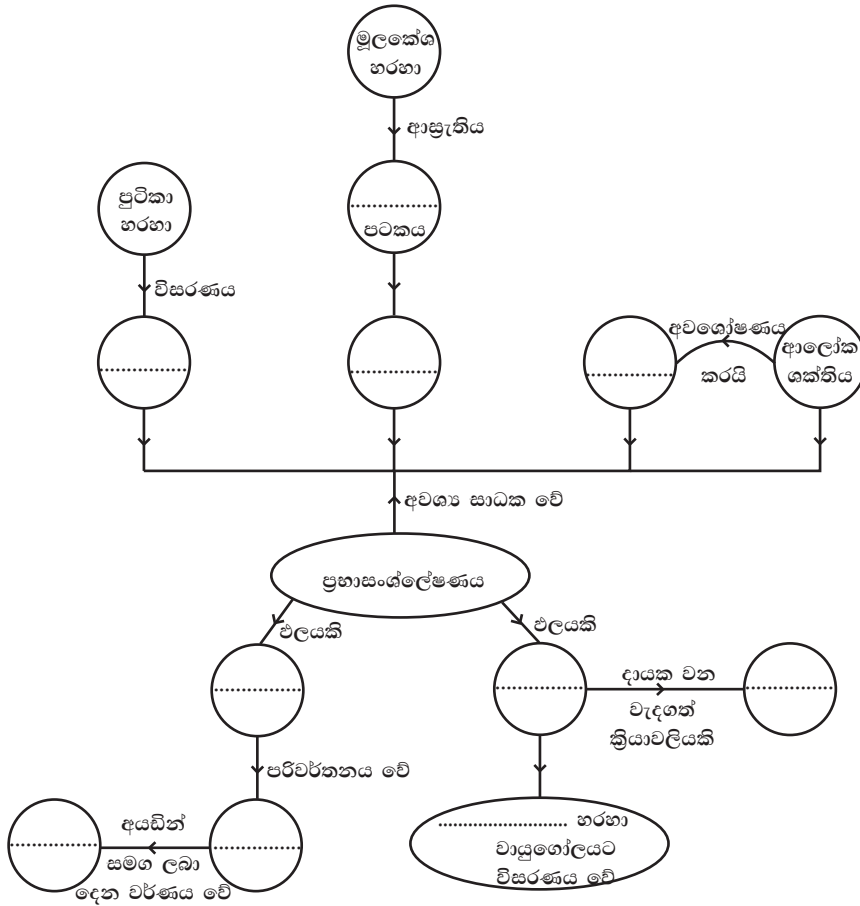 මූලකේශ
හරහා
ආස්‍රැතිය
පුටිකා
හරහා
....................
පටකය
විසරණය
....................
....................
....................
අවශෝෂණය
කරයි
ආලෝක
ශක්තිය
අවශ්‍ය සාධක වේ
ප්‍රභාසංශ්ලේෂණය
ඵලයකි
ඵලයකි
....................
....................
දායක වන
වැදගත්
ක්‍රියාවලියකි
....................
පරිවර්තනය වේ
....................
අයඩින්
සමග ලබා
දෙන වර්ණය වේ
....................
............................. හරහා
වායුගෝලයට
විසරණය වේ